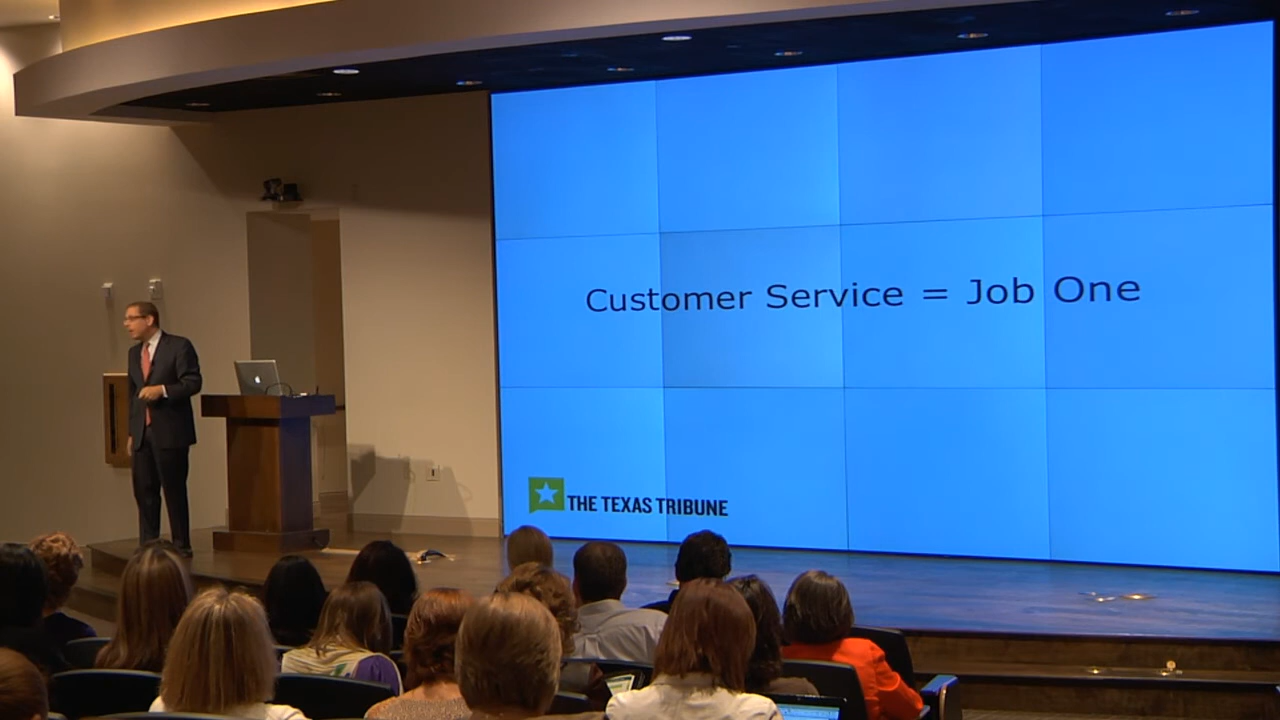 Customer Service = Job One
THE TEXAS TRIBUNE